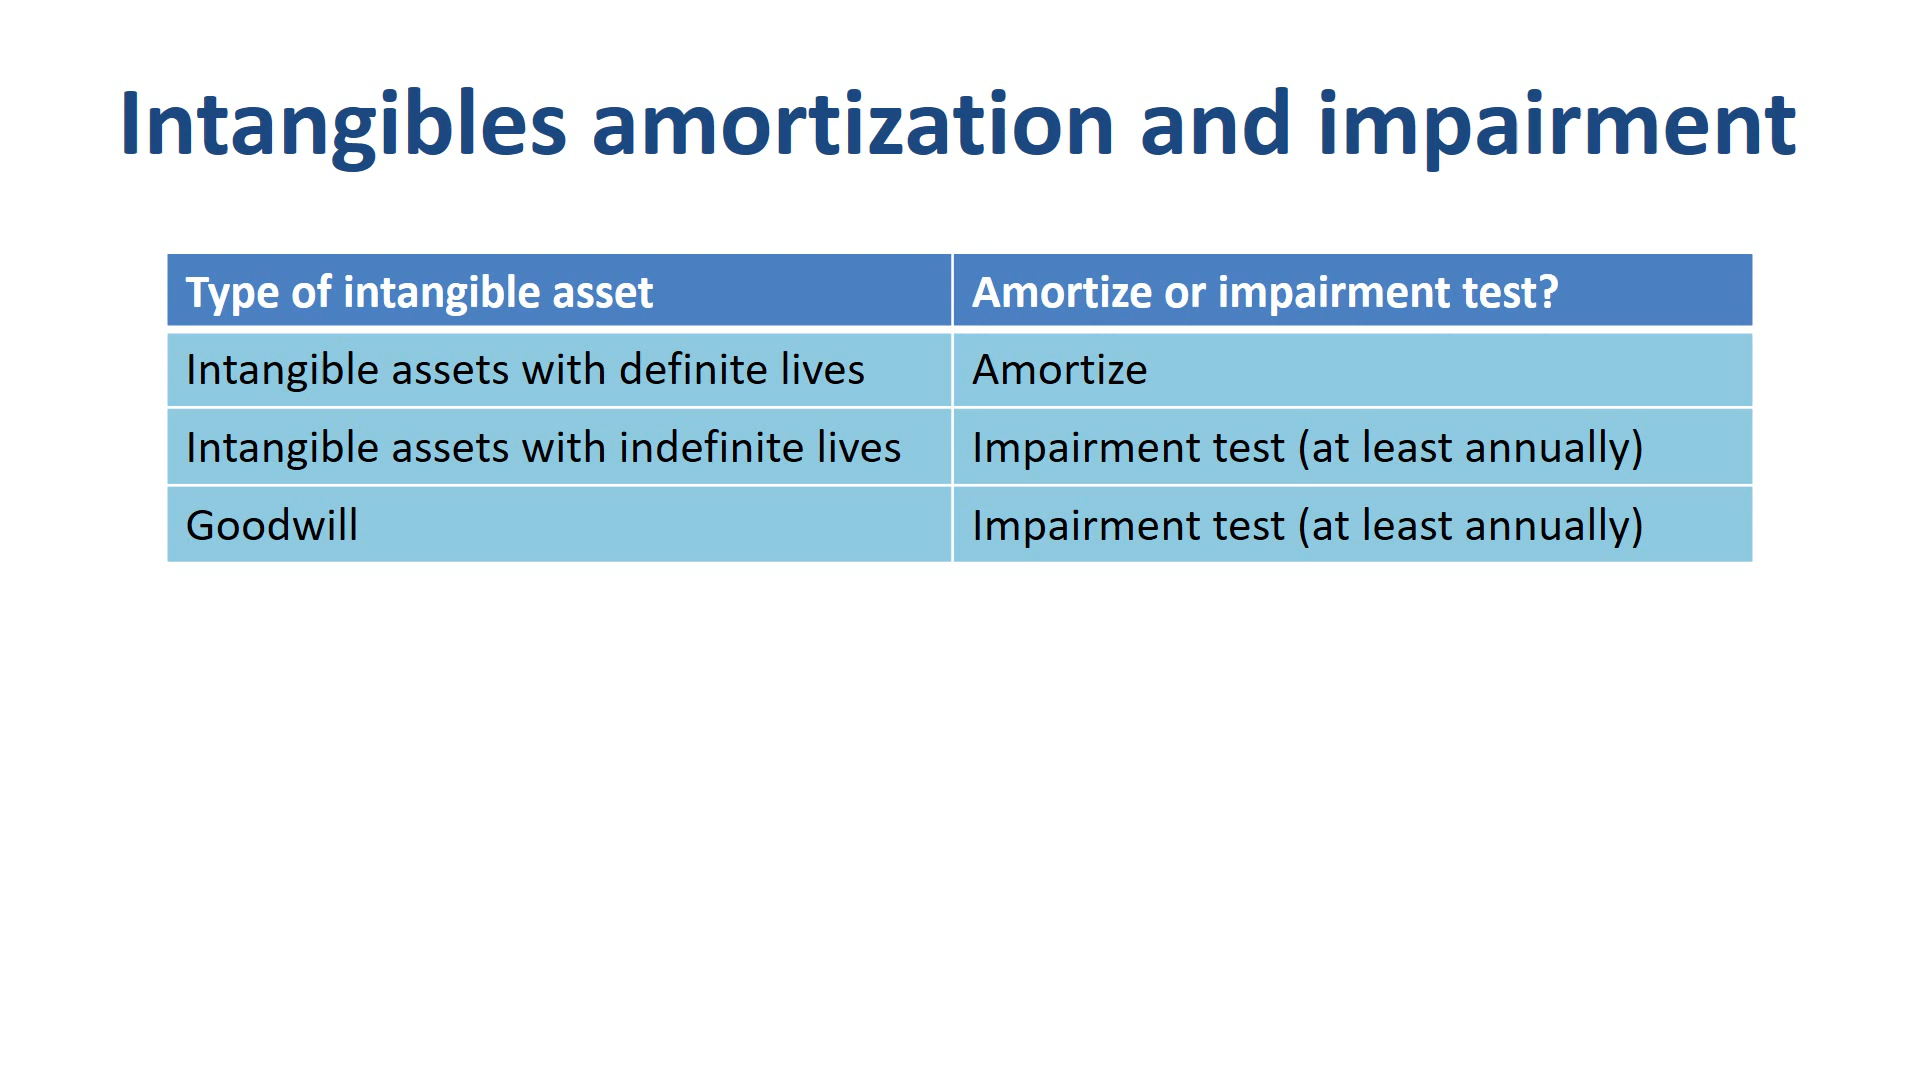 Intangibles amortization and impairment
Type of intangible asset
Amortize or impairment test?
Intangible assets with definite lives
Amortize
Intangible assets with indefinite lives
Impairment test (at least annually)
Goodwill
Impairment test (at least annually)